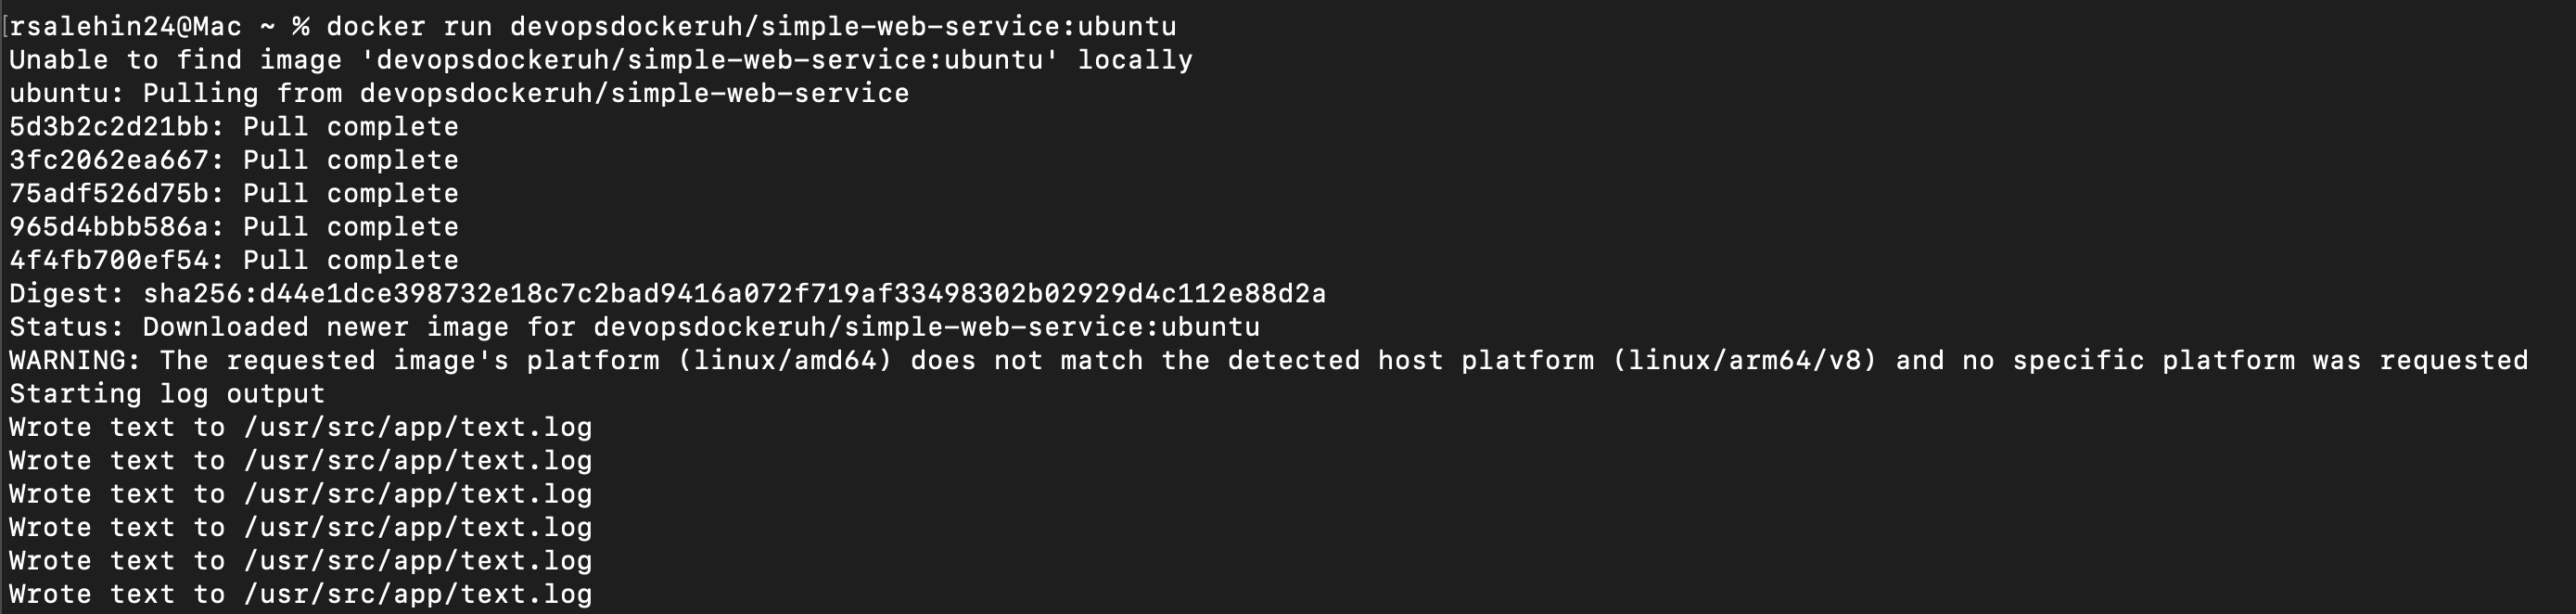 [rsalehin24@Mac ~ % docker run devopsdockeruh/simple-web-service:ubuntu
Unable to find image 'devopsdockeruh/simple-web-service:ubuntu' locally
ubuntu: Pulling from devopsdockeruh/simple-web-service
5d3b2c2d21bb: Pull complete
3fc2062ea667: Pull complete
75adf526d75b: Pull complete
965d4bbb586a: Pull complete
4f4fb700ef54: Pull complete
Digest: sha256:d44e1dce398732e18c7c2bad9416a072f719af33498302b02929d4c112e88d2a
Status: Downloaded newer image for devopsdockeruh/simple-web-service:ubuntu
WARNING: The requested image's platform (linux/amd64) does not match the detected host platform (linux/arm64/v8) and no specific platform was requested
Starting log output
Wrote text to /usr/src/app/text.log
Wrote text to /usr/src/app/text.log
Wrote text to /usr/src/app/text.log
Wrote text to /usr/src/app/text.log
Wrote text to /usr/src/app/text.log
Wrote text to /usr/src/app/text.log